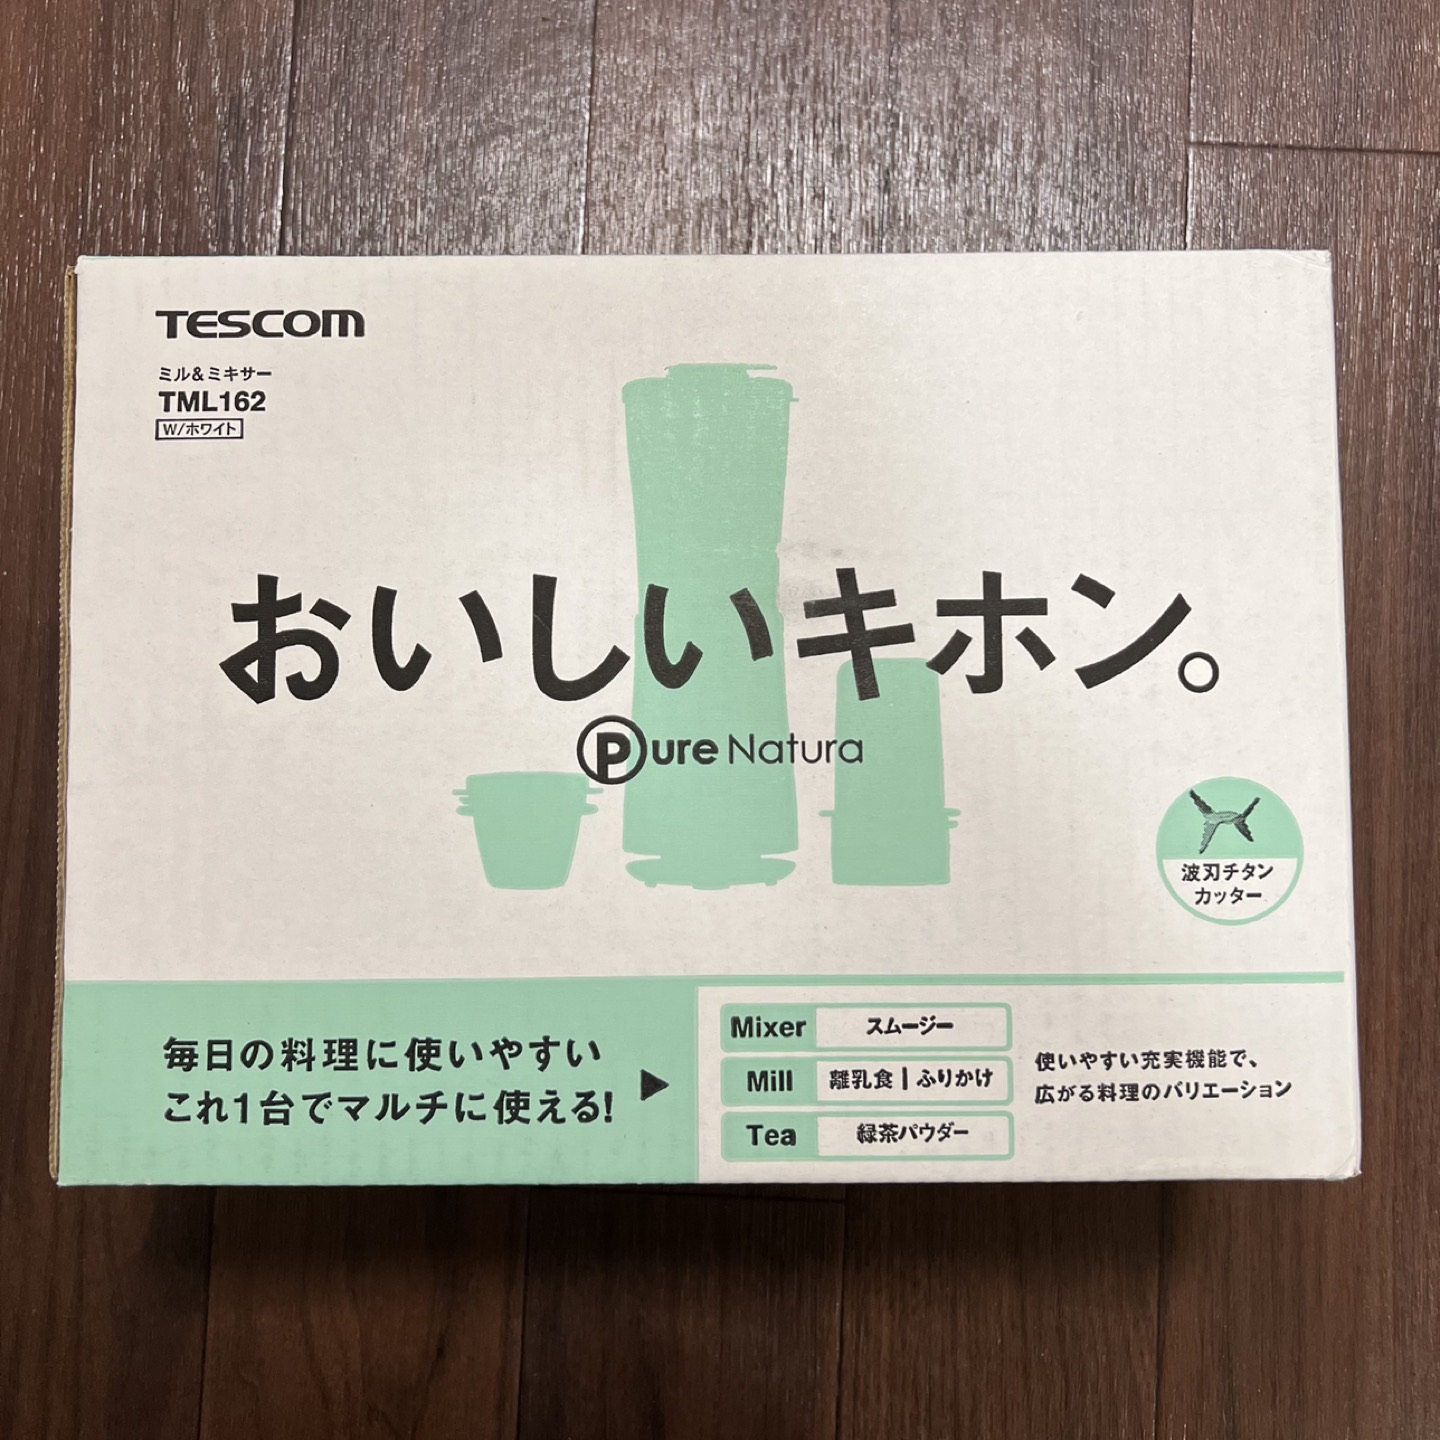 TESCOM
ミル&ミキサー
TML162
W/ホワイト
おいしいキホン。
Pure Natura
波刃チタン
カッター
毎日の料理に使いやすい
これ1台でマルチに使える!
Mixer スムージー
Mill 離乳食 | ふりかけ
Tea 緑茶パウダー
使いやすい充実機能で、
広がる料理のバリエーション